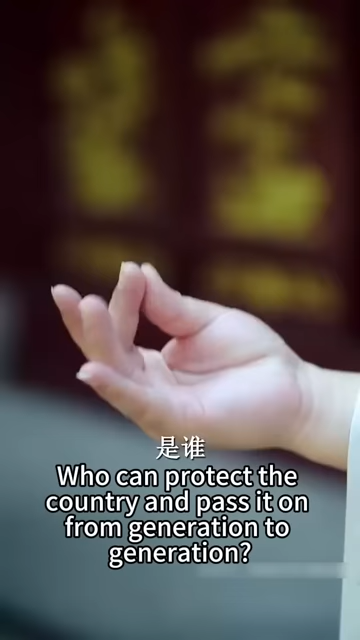 是谁
Who can protect the
country and pass it on
from generation to
generation?